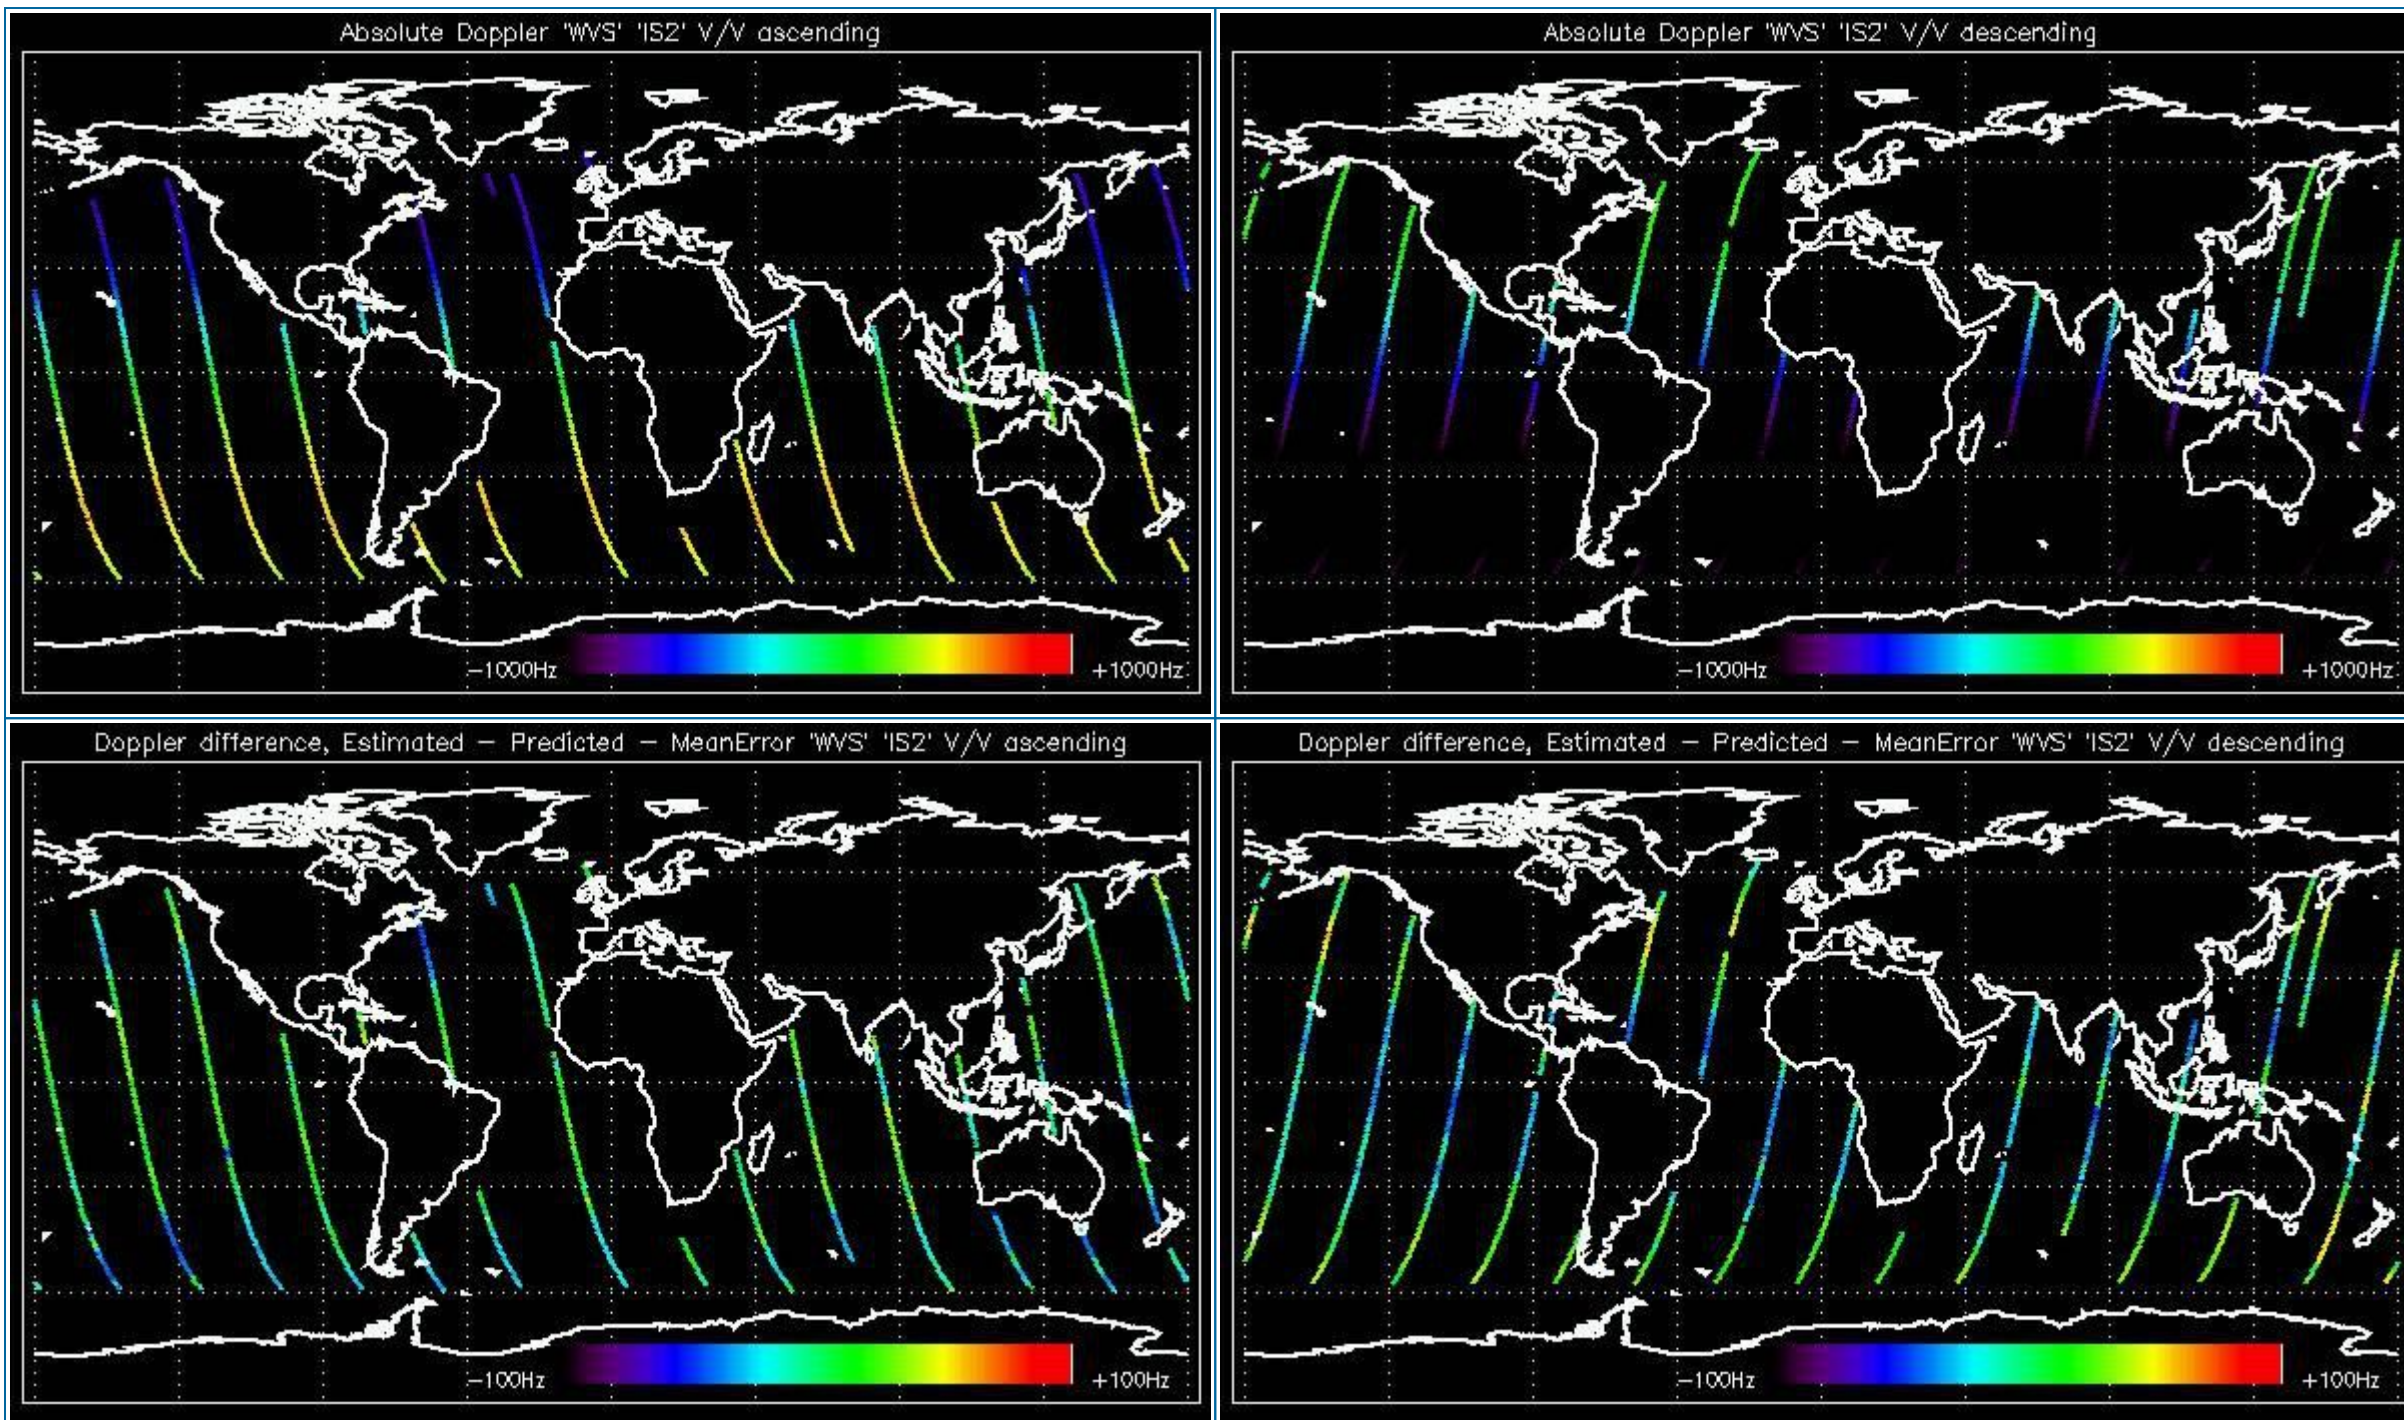 Absolute Doppler 'WVS' 'IS2' V/V ascending
-1000Hz
+1000Hz
Absolute Doppler 'WVS' 'IS2' V/V descending
-1000Hz
+1000Hz
Doppler difference, Estimated - Predicted - MeanError 'WVS' 'IS2' V/V ascending
-100Hz
+100Hz
Doppler difference, Estimated - Predicted - MeanError 'WVS' 'IS2' V/V descending
-100Hz
+100Hz